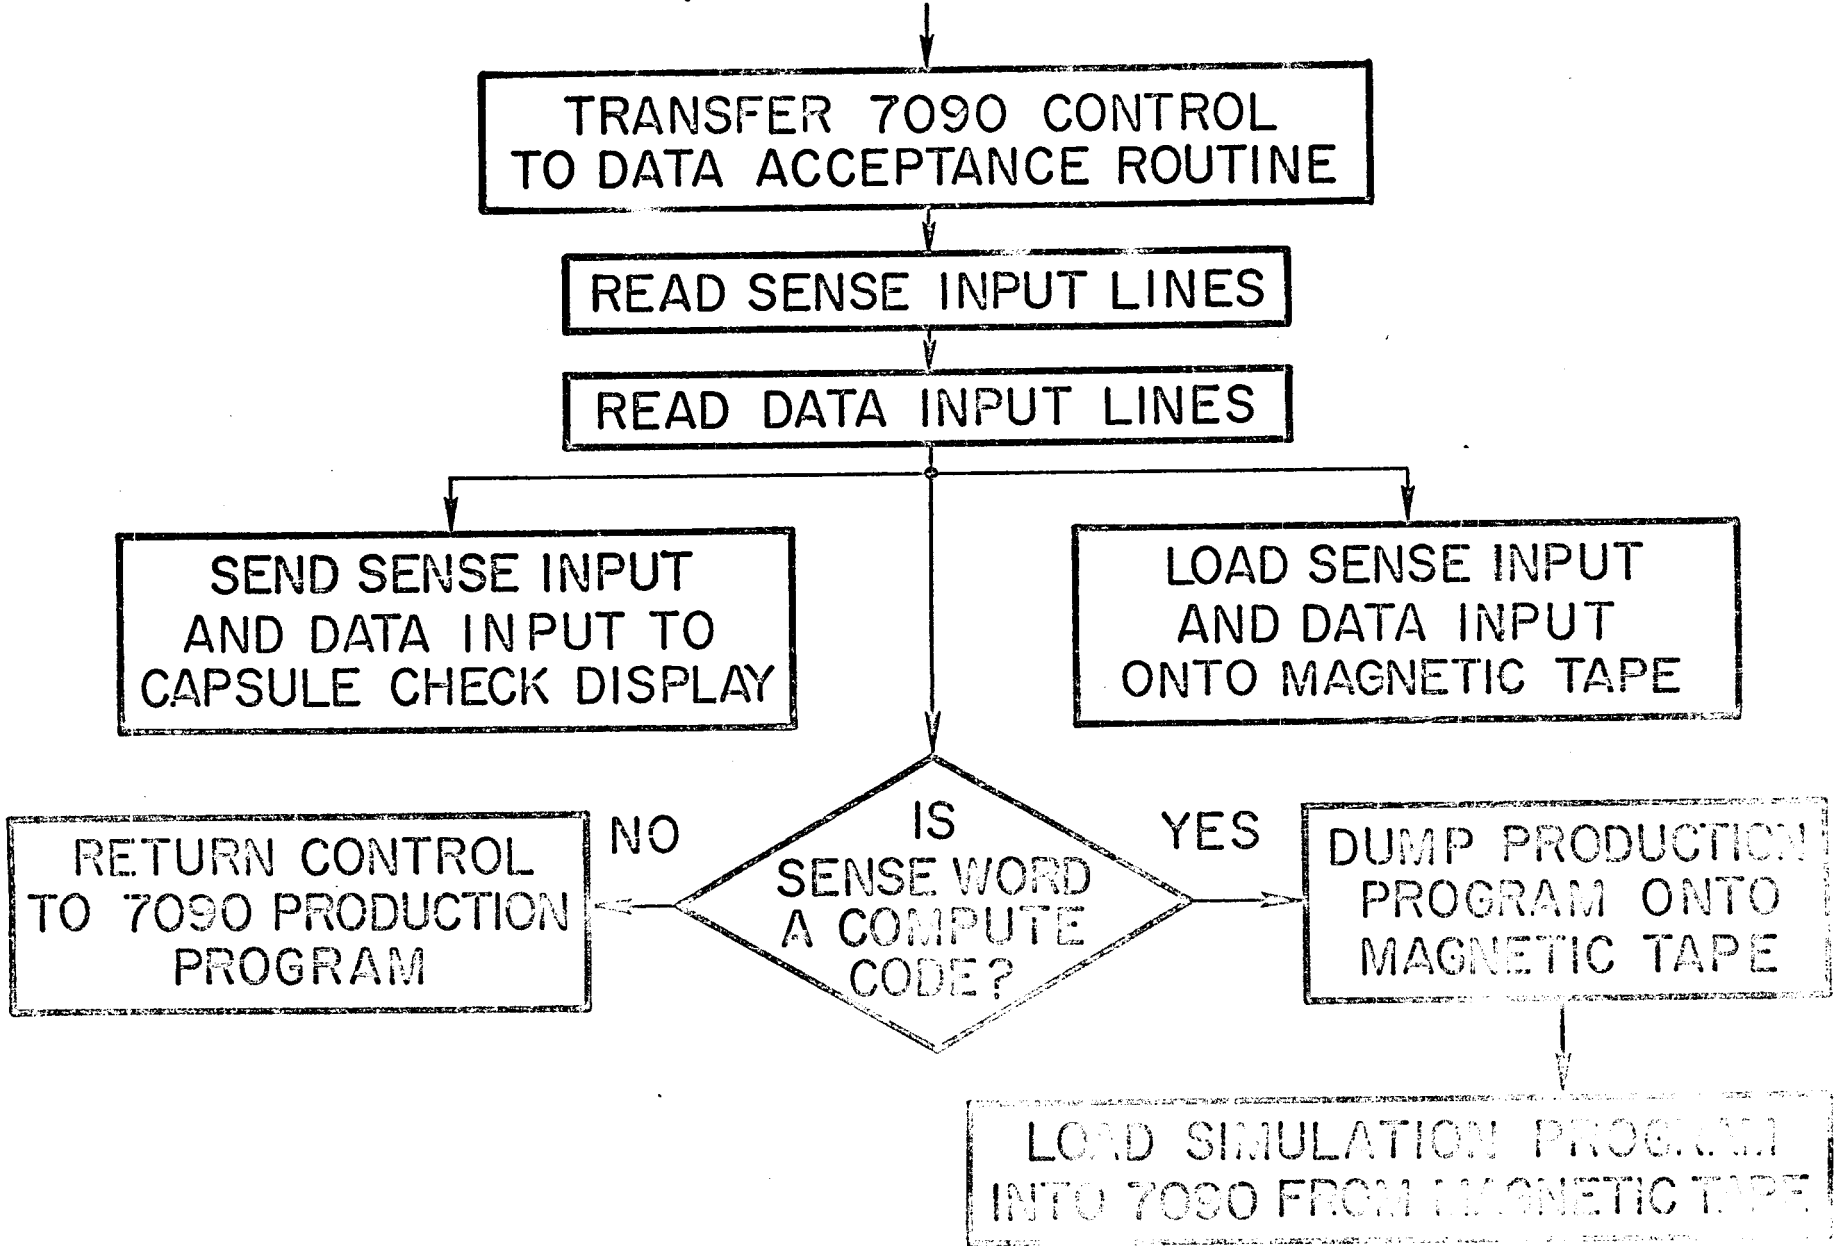 TRANSFER 7090 CONTROL
TO DATA ACCEPTANCE ROUTINE
READ SENSE INPUT LINES
READ DATA INPUT LINES
SEND SENSE INPUT
AND DATA INPUT TO
CAPSULE CHECK DISPLAY
LOAD SENSE INPUT
AND DATA INPUT
ONTO MAGNETIC TAPE
RETURN CONTROL
TO 7090 PRODUCTION
PROGRAM
NO
IS
SENSE WORD
A COMPUTE
CODE?
YES
DUMP PRODUCTION
PROGRAM ONTO
MAGNETIC TAPE
LOAD SIMULATION PROGRAM
INTO 7090 FROM MAGNETIC TAPE